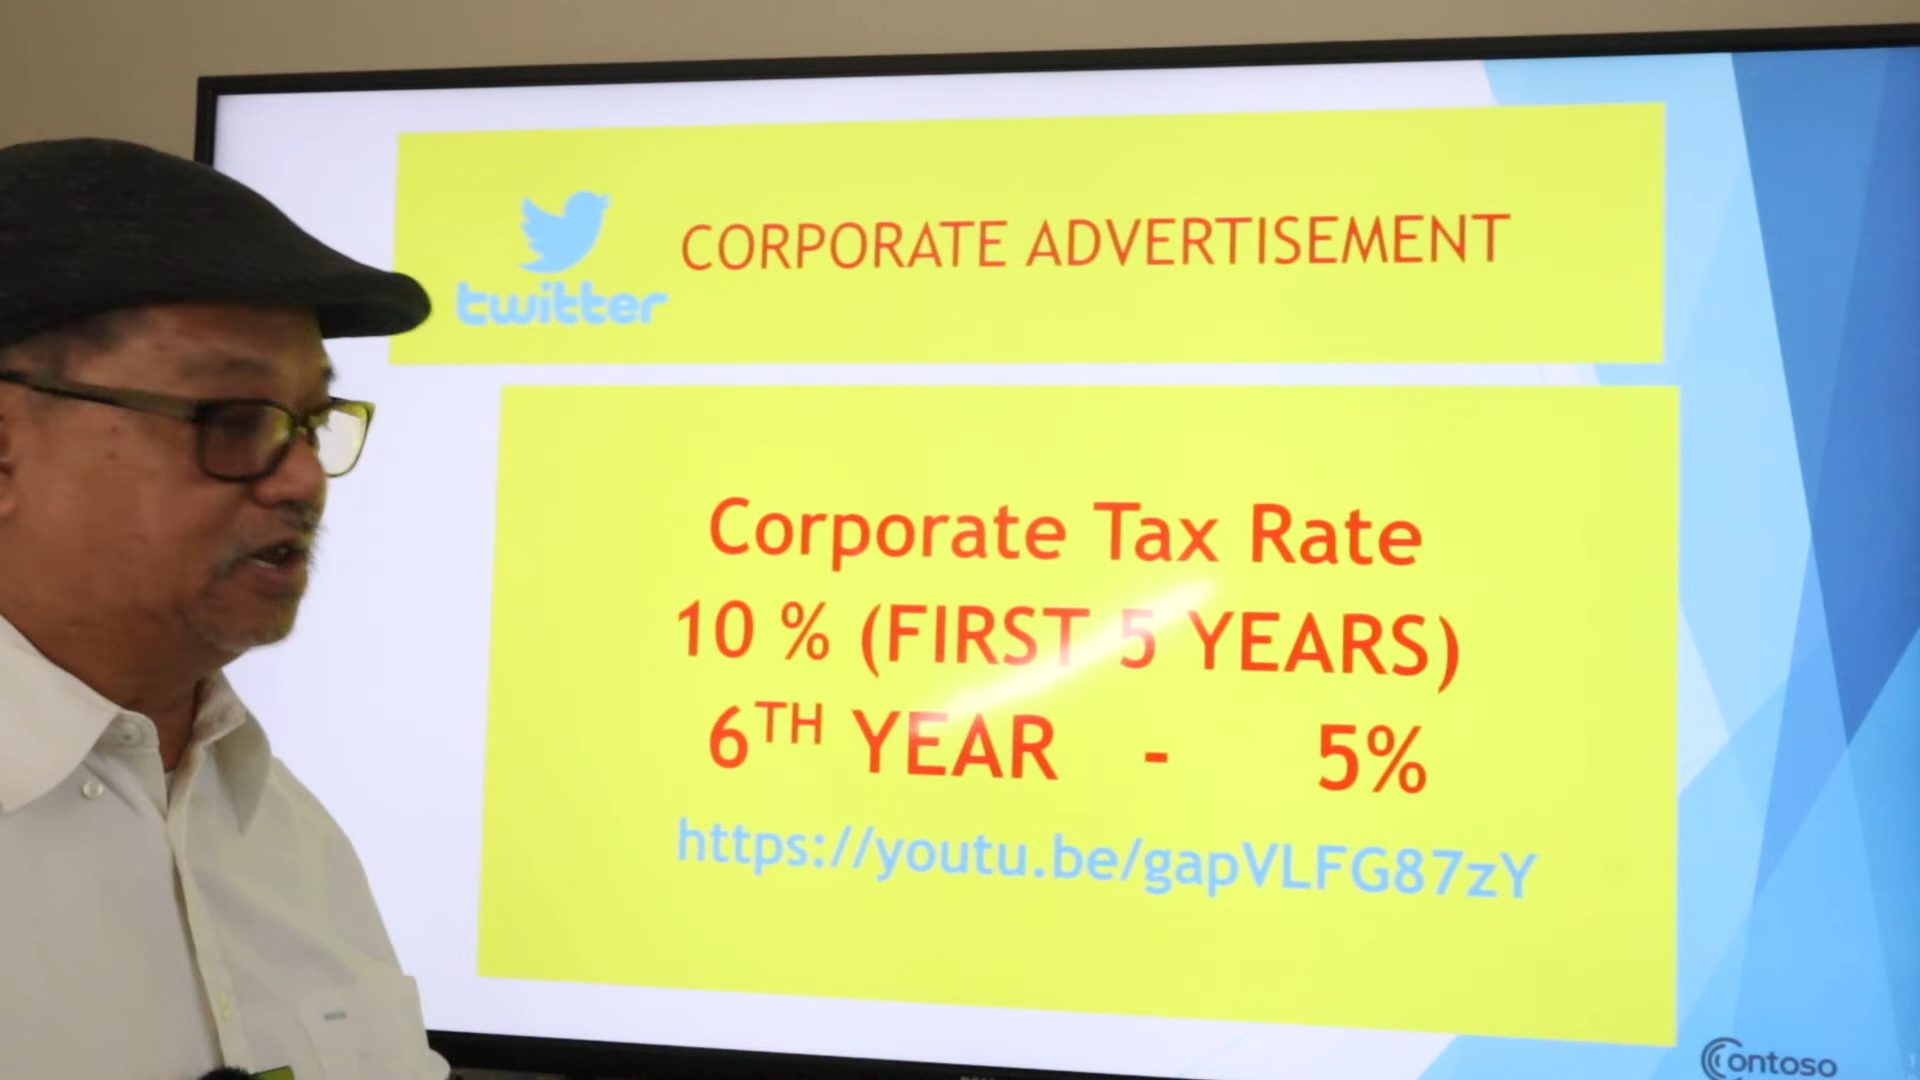 twitter
CORPORATE ADVERTISEMENT
Corporate Tax Rate
10 % (FIRST 5 YEARS)
6TH YEAR - 5%
https://youtu.be/gapVLFG87zY
Contoso